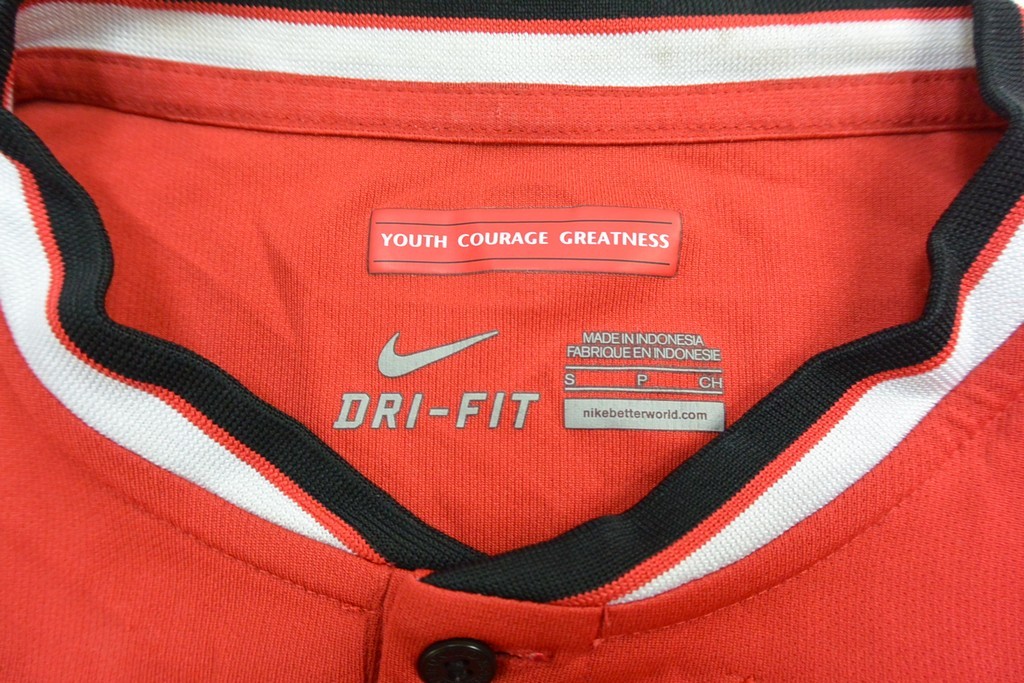 YOUTH COURAGE GREATNESS
DRI-FIT
MADE IN INDONESIA
FABRIQUE EN INDONESIE
S P CH
nikebetterworld.com